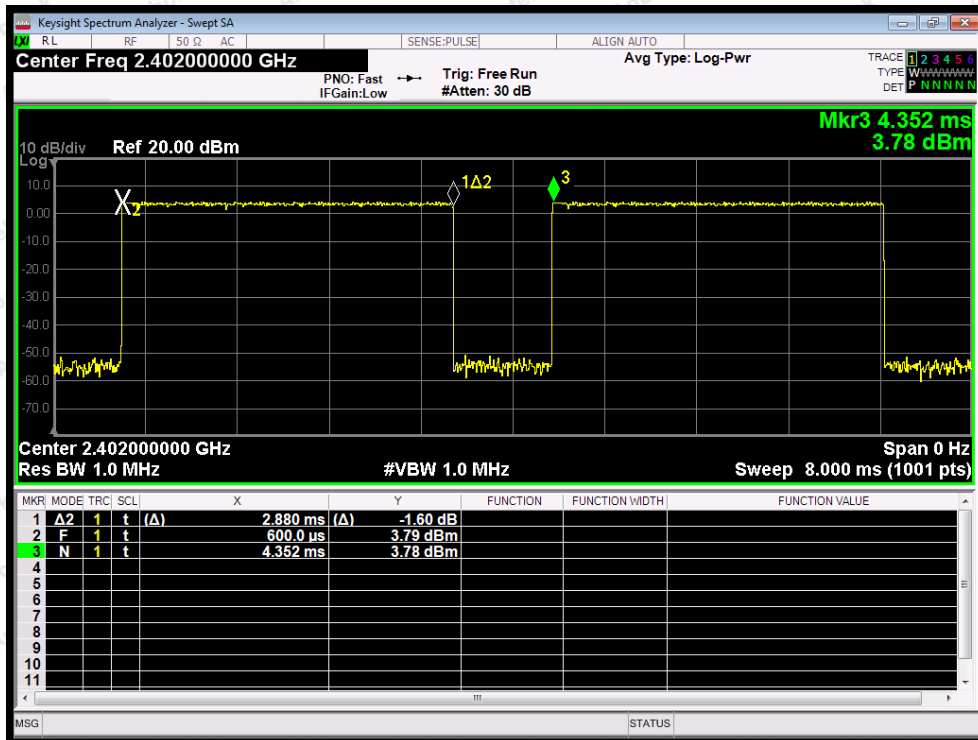 Keysight Spectrum Analyzer - Swept SA
LXI RL RF 50 Ω AC SENSE:PULSE ALIGN AUTO
Center Freq 2.402000000 GHz
PNO: Fast
IFGain:Low
Trig: Free Run
#Atten: 30 dB
Avg Type: Log-Pwr
TRACE 1 2 3 4 5 6
TYPE WWWWWWW
DET P N N N N N
Mkr3 4.352 ms
3.78 dBm
10 dB/div Ref 20.00 dBm
Log
10.0
0.00
-10.0
-20.0
-30.0
-40.0
-50.0
-60.0
-70.0
2
1Δ2
3
Center 2.402000000 GHz Span 0 Hz
Res BW 1.0 MHz #VBW 1.0 MHz Sweep 8.000 ms (1001 pts)
MKR MODE TRC SCL X Y FUNCTION FUNCTION WIDTH FUNCTION VALUE
1 Δ2 1 t (Δ) 2.880 ms (Δ) -1.60 dB
2 F 1 t 600.0 µs 3.79 dBm
3 N 1 t 4.352 ms 3.78 dBm
4
5
6
7
8
9
10
11
MSG STATUS